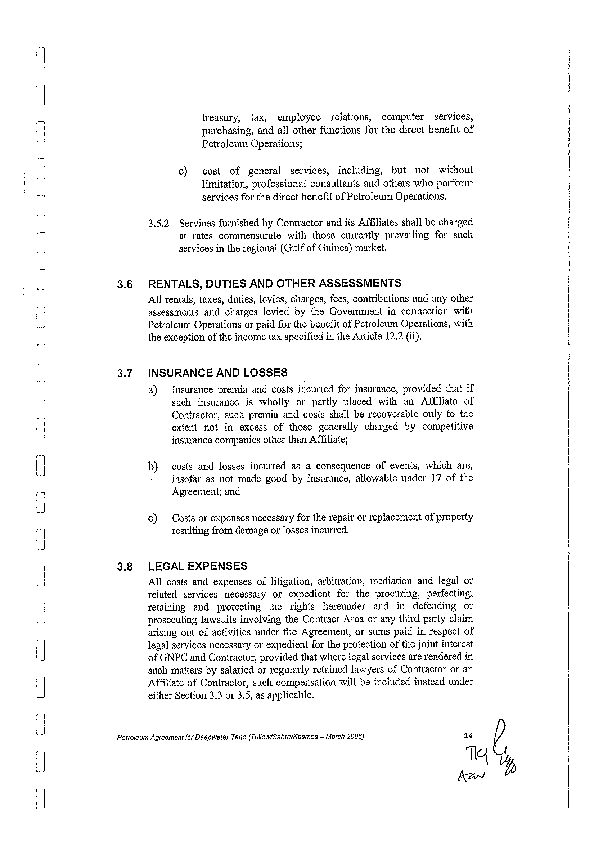 treasury, tax, employee relations, computer services,
purchasing, and all other functions for the direct benefit of
Petroleum Operations;
c) cost of general services, including, but not without
limitation, professional consultants and others who perform
services for the direct benefit of Petroleum Operations.
3.5.2 Services furnished by Contractor and its Affiliates shall be charged
at rates commensurate with those currently prevailing for such
services in the regional (Gulf of Guinea) market.
3.6 RENTALS, DUTIES AND OTHER ASSESSMENTS
All rentals, taxes, duties, levies, charges, fees, contributions and any other
assessments and charges levied by the Government in connection with
Petroleum Operations or paid for the benefit of Petroleum Operations, with
the exception of the income tax specified in the Article 12.2 (ii).
3.7 INSURANCE AND LOSSES
a) Insurance premia and costs incurred for insurance, provided that if
such insurance is wholly or partly placed with an Affiliate of
Contractor, such premia and costs shall be recoverable only to the
extent not in excess of those generally charged by competitive
insurance companies other than Affiliate;
b) costs and losses incurred as a consequence of events, which are,
insofar as not made good by insurance, allowable under 17 of the
Agreement; and
c) Costs or expenses necessary for the repair or replacement of property
resulting from damage or losses incurred.
3.8 LEGAL EXPENSES
All costs and expenses of litigation, arbitration, mediation and legal or
related services necessary or expedient for the procuring, perfecting,
retaining and protecting the rights hereunder and in defending or
prosecuting lawsuits involving the Contract Area or any third party claim
arising out of activities under the Agreement, or sums paid in respect of
legal services necessary or expedient for the protection of the joint interest
of GNPC and Contractor, provided that where legal services are rendered in
such matters by salaried or regularly retained lawyers of Contractor or an
Affiliate of Contractor, such compensation will be included instead under
either Section 3.3 or 3.5, as applicable.
Petroleum Agreement for Deepwater Tano (Tullow/Sabre/Kosmos – March 2006) 14